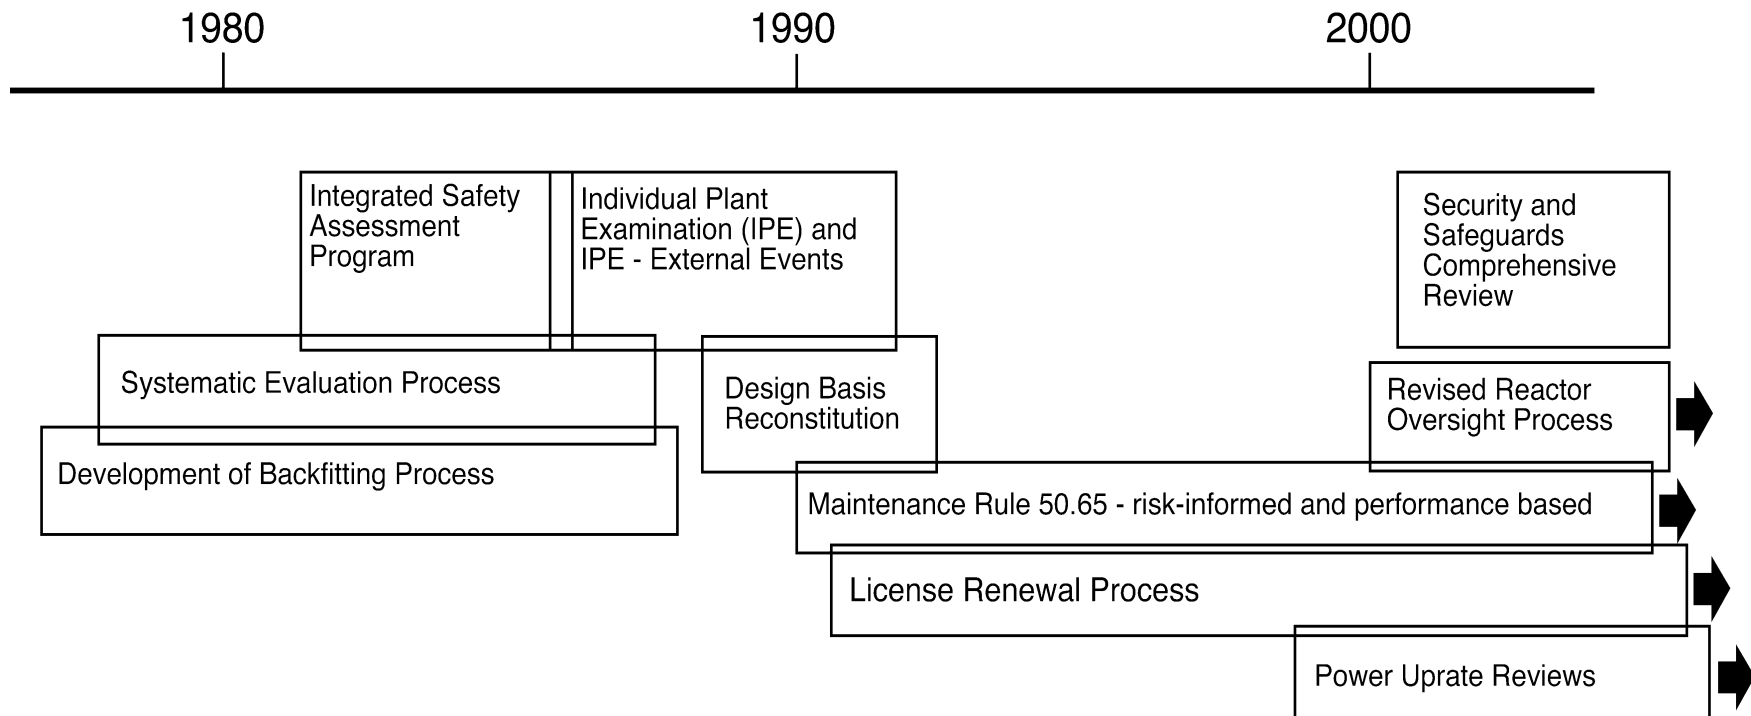 1980
1990
2000
Integrated Safety
Assessment
Program
Individual Plant
Examination (IPE) and
IPE - External Events
Security and
Safeguards
Comprehensive
Review
Systematic Evaluation Process
Design Basis
Reconstitution
Revised Reactor
Oversight Process
Development of Backfitting Process
Maintenance Rule 50.65 - risk-informed and performance based
License Renewal Process
Power Uprate Reviews